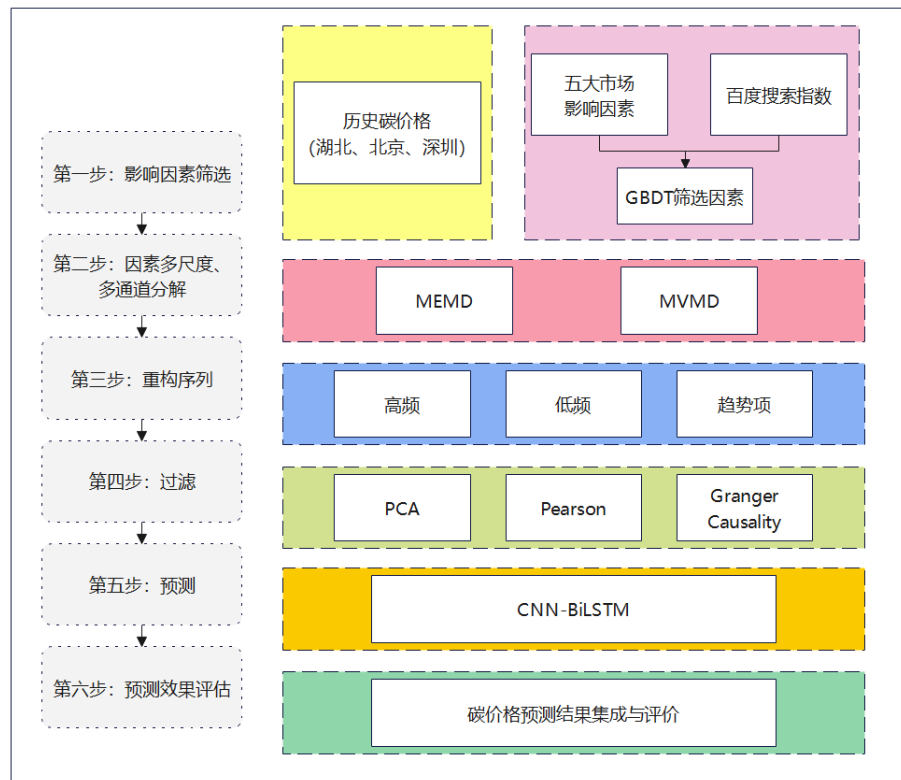 第一步：影响因素筛选
第二步：因素多尺度、
多通道分解
第三步：重构序列
第四步：过滤
第五步：预测
第六步：预测效果评估
历史碳价格
(湖北、北京、深圳)
五大市场
影响因素
百度搜索指数
GBDT筛选因素
MEMD
MVMD
高频
低频
趋势项
PCA
Pearson
Granger
Causality
CNN-BiLSTM
碳价格预测结果集成与评价